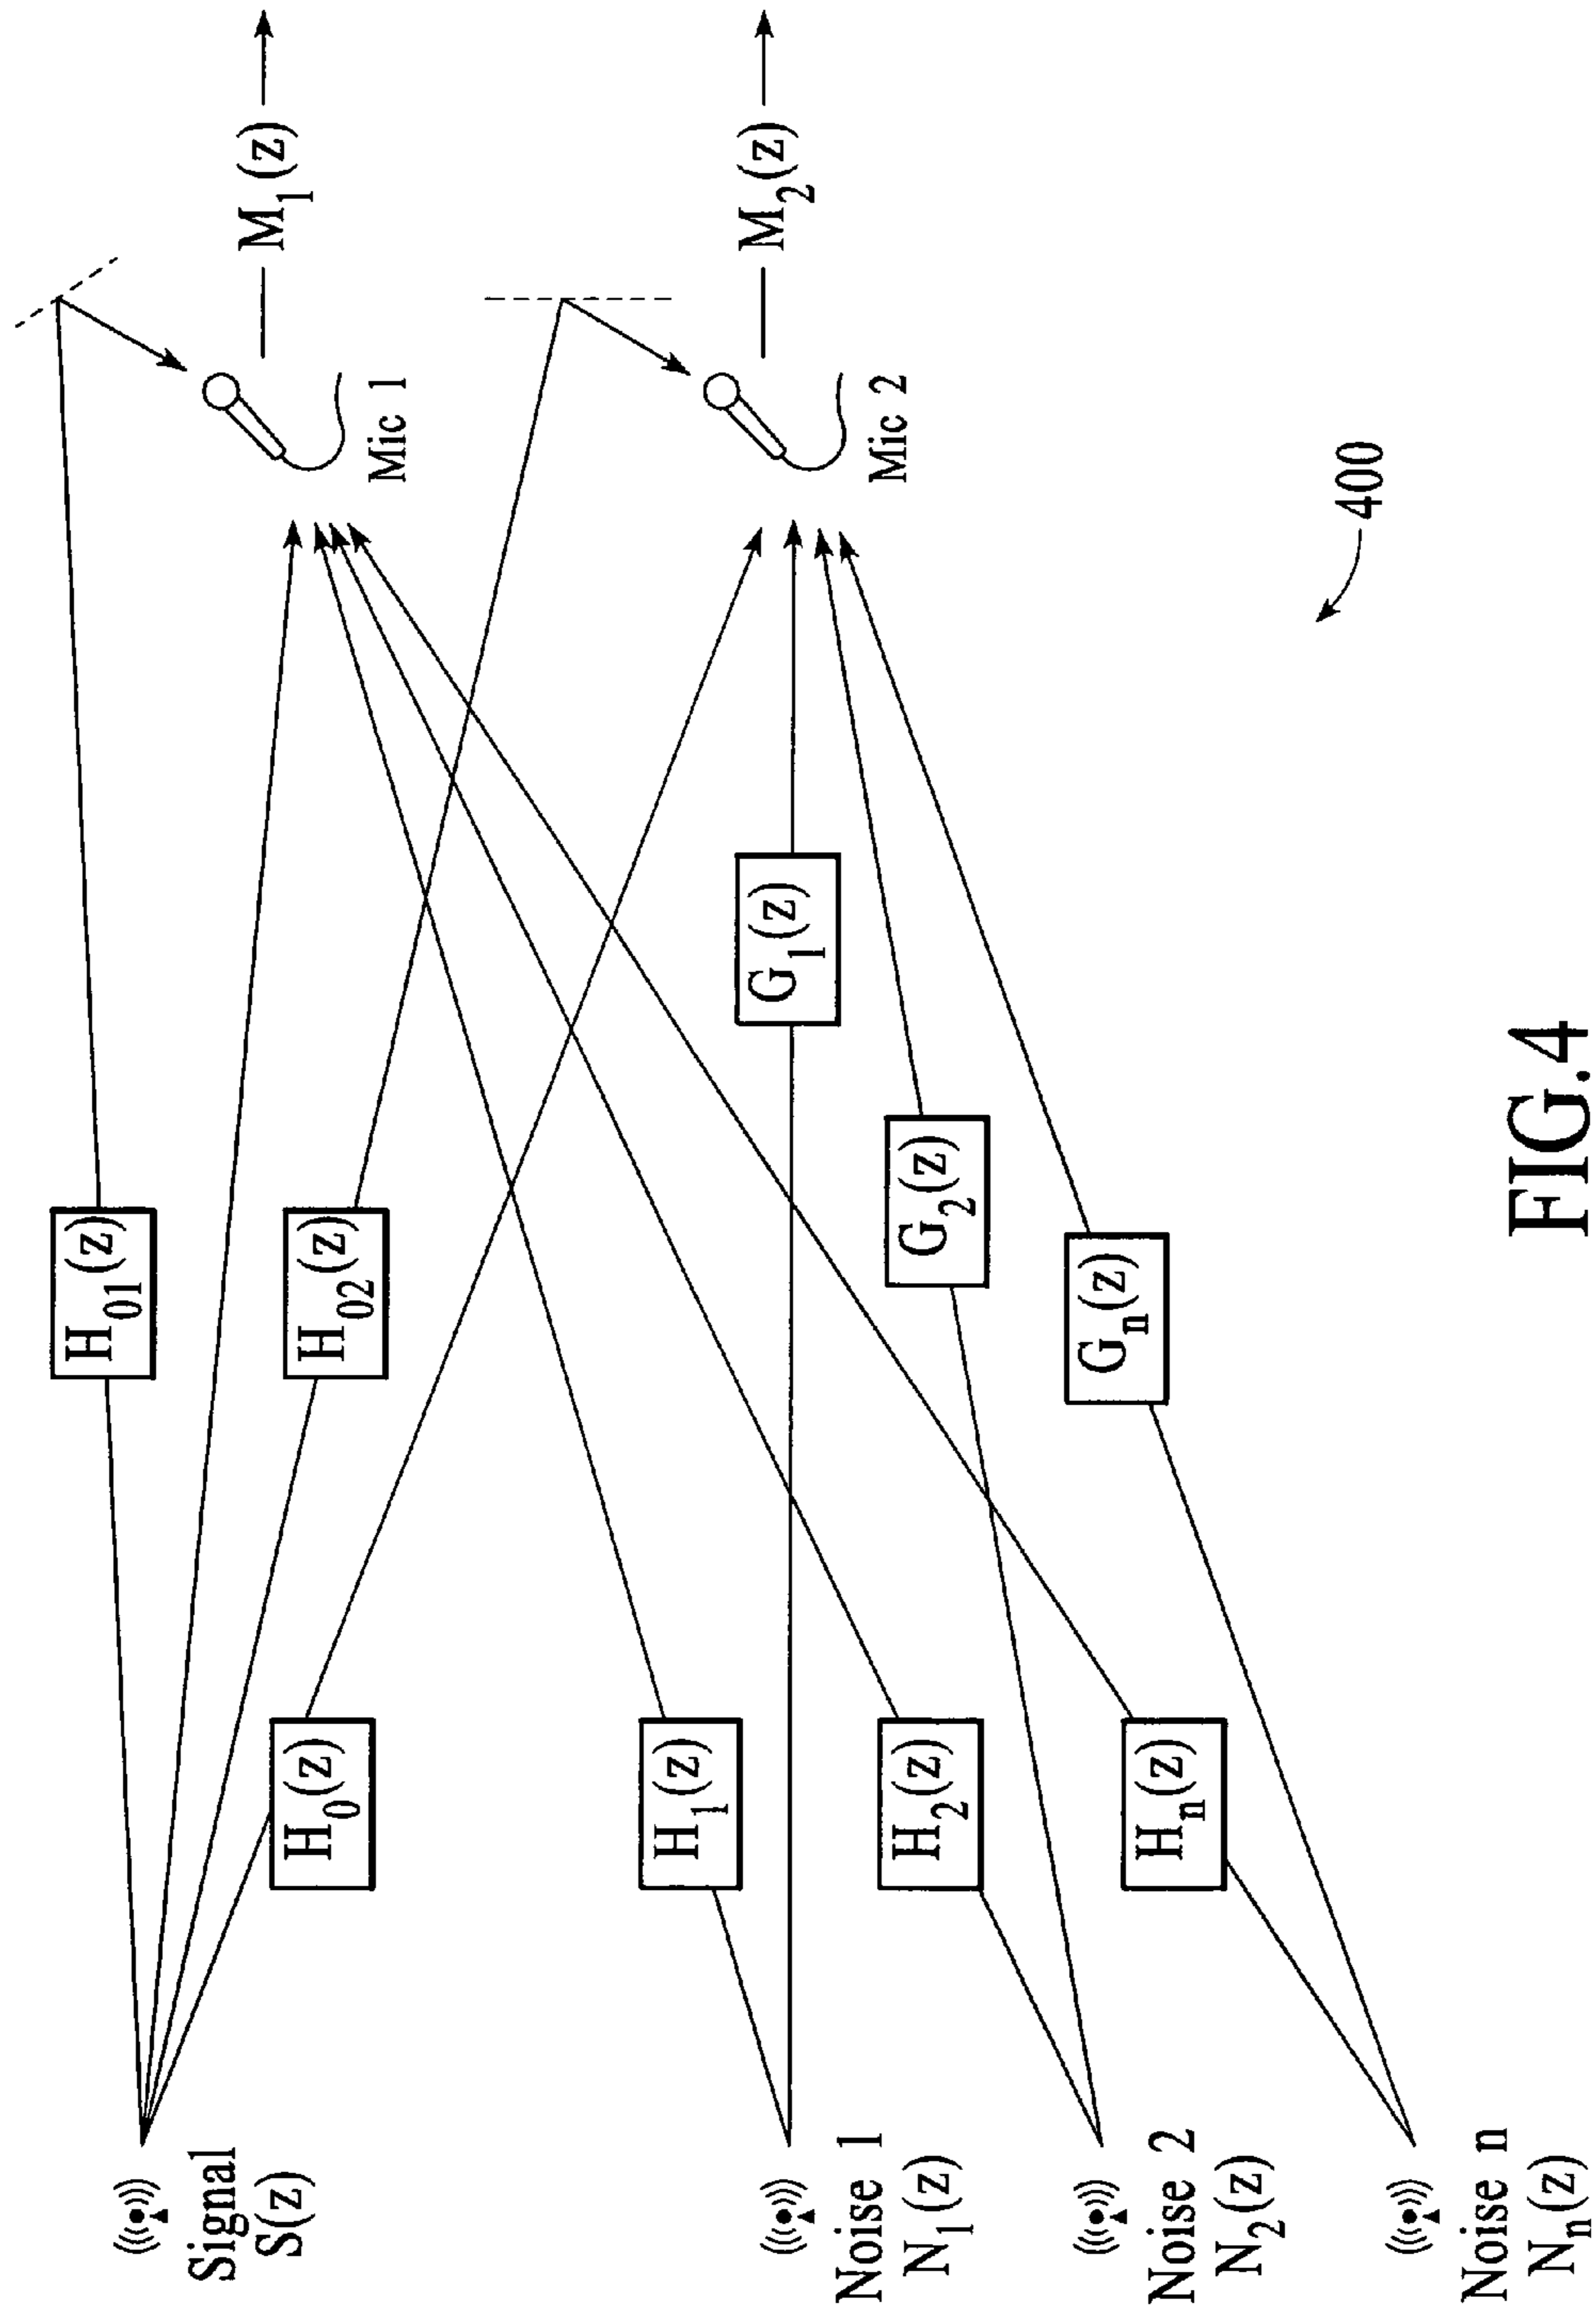 H₀₁(z)
M₁(z)
Mic 1
Signal
S(z)
H₀₂(z)
H₀(z)
M₂(z)
Mic 2
H₁(z)
G₁(z)
Noise 1
N₁(z)
H₂(z)
G₂(z)
Noise 2
N₂(z)
Hₙ(z)
Gₙ(z)
400
Noise n
Nₙ(z)
FIG.4